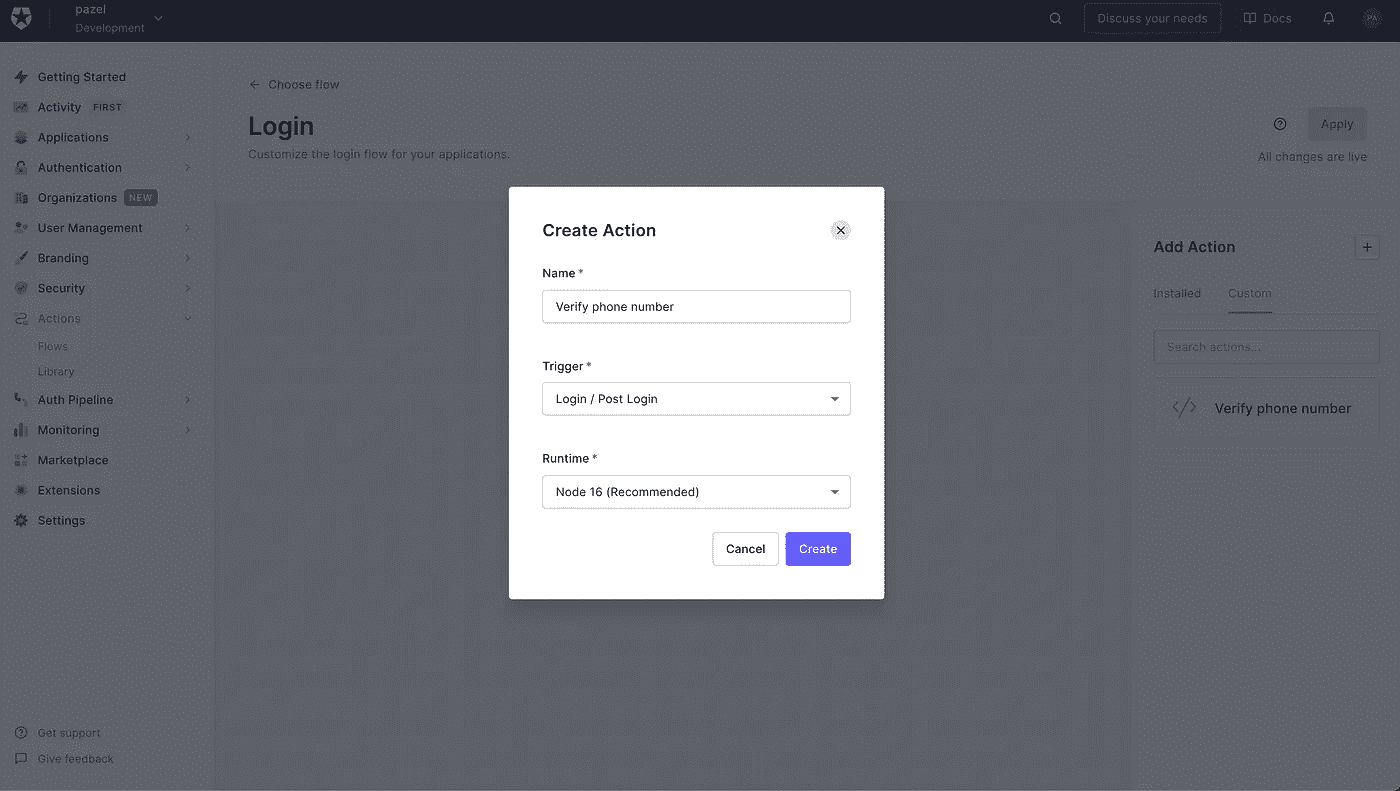 pazel
Development
Discuss your needs
Docs
PA
Getting Started
Activity FIRST
Applications
Authentication
Organizations NEW
User Management
Branding
Security
Actions
Flows
Library
Auth Pipeline
Monitoring
Marketplace
Extensions
Settings
Get support
Give feedback
← Choose flow
Login
Customize the login flow for your applications.
Apply
All changes are live
Create Action
Name *
Verify phone number
Trigger *
Login / Post Login
Runtime *
Node 16 (Recommended)
Cancel
Create
Add Action
Installed
Custom
Search actions...
</> Verify phone number